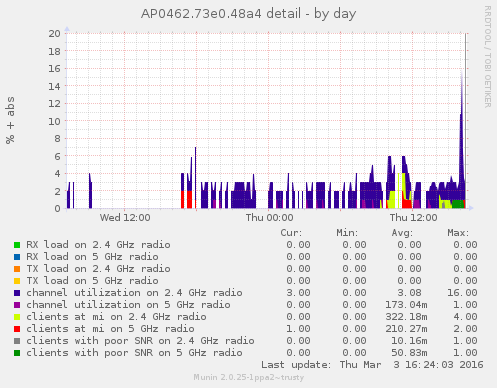 AP0462.73e0.48a4 detail - by day
RRDTOOL / TOBI OETIKER
% + abs
20
18
16
14
12
10
8
6
4
2
0
Wed 12:00 Thu 00:00 Thu 12:00
Cur: Min: Avg: Max:
RX load on 2.4 GHz radio 0.00 0.00 0.00 0.00
RX load on 5 GHz radio 0.00 0.00 0.00 0.00
TX load on 2.4 GHz radio 0.00 0.00 0.00 0.00
TX load on 5 GHz radio 0.00 0.00 0.00 0.00
channel utilization on 2.4 GHz radio 3.00 0.00 3.08 16.00
channel utilization on 5 GHz radio 0.00 0.00 173.04m 1.00
clients at mi on 2.4 GHz radio 0.00 0.00 322.18m 4.00
clients at mi on 5 GHz radio 1.00 0.00 210.27m 2.00
clients with poor SNR on 2.4 GHz radio 0.00 0.00 10.16m 1.00
clients with poor SNR on 5 GHz radio 0.00 0.00 50.83m 1.00
Last update: Thu Mar 3 16:24:03 2016
Munin 2.0.25-1ppa2~trusty